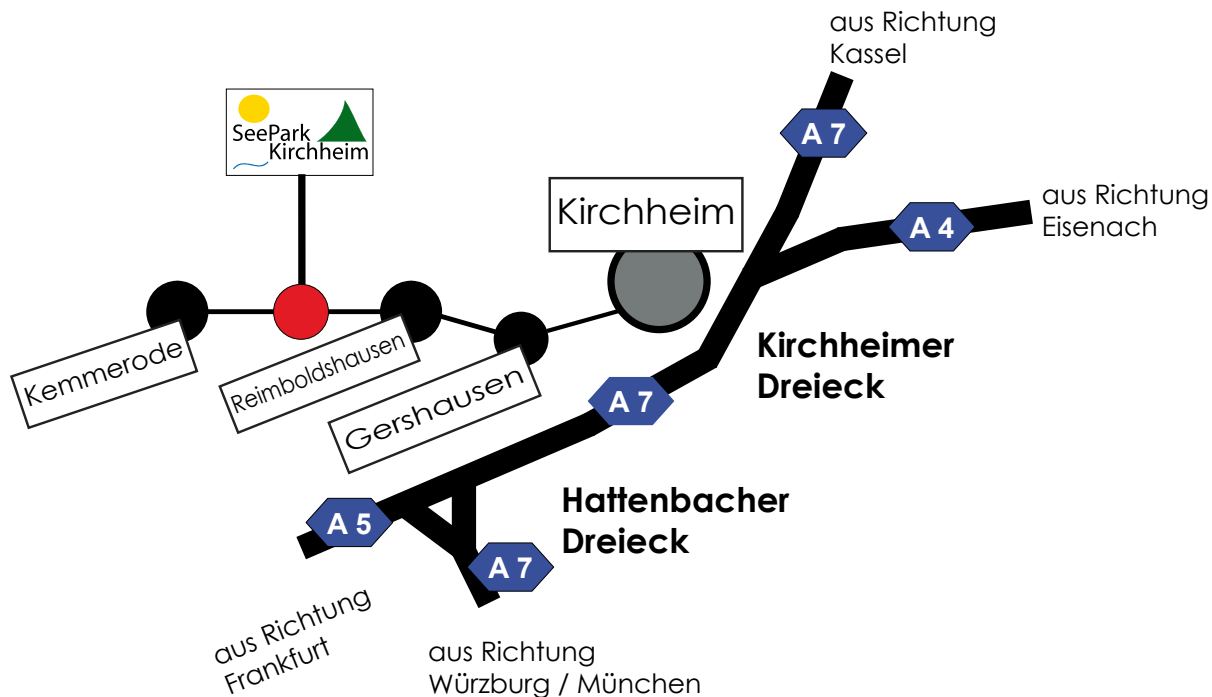 aus Richtung
Kassel
A 7
SeePark
Kirchheim
aus Richtung
Eisenach
A 4
Kirchheim
Kemmerode
Reimboldshausen
Gershausen
Kirchheimer
Dreieck
A 7
Hattenbacher
Dreieck
A 5
A 7
aus Richtung
Frankfurt
aus Richtung
Würzburg / München